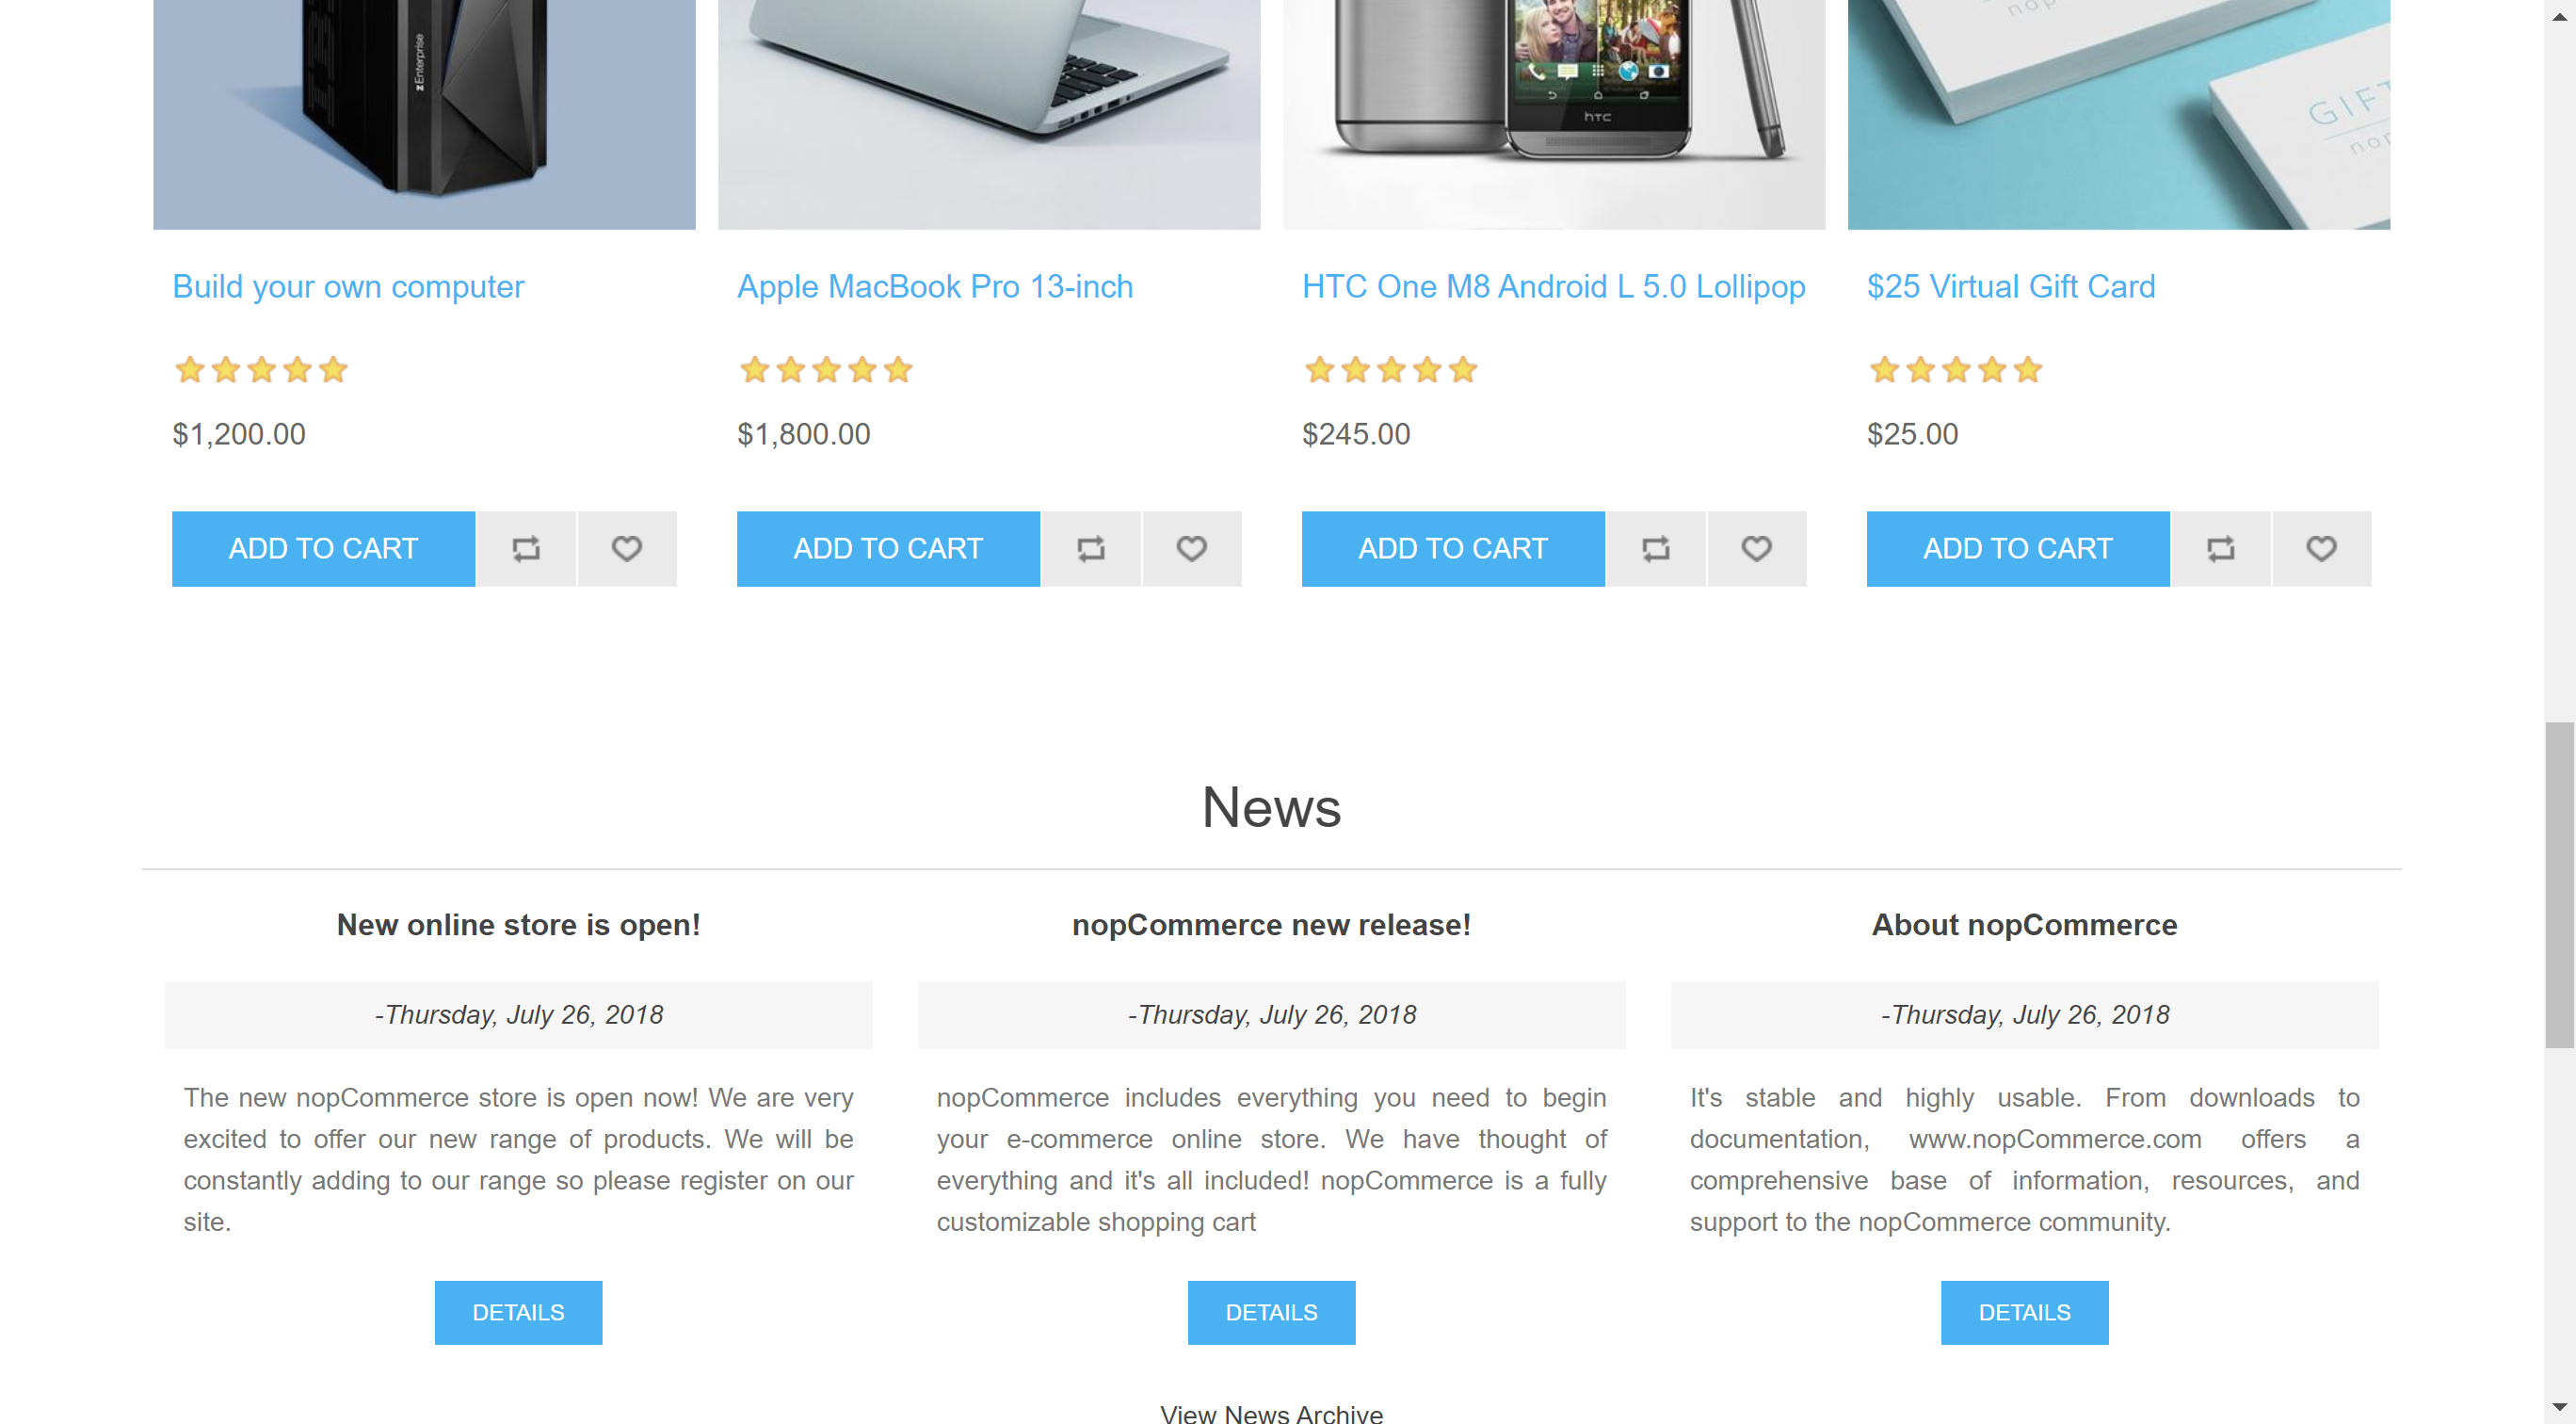 zEnterprise
hTC
GIFT
Build your own computer
Apple MacBook Pro 13-inch
HTC One M8 Android L 5.0 Lollipop
$25 Virtual Gift Card
$1,200.00
$1,800.00
$245.00
$25.00
ADD TO CART
ADD TO CART
ADD TO CART
ADD TO CART
News
New online store is open!
-Thursday, July 26, 2018
The new nopCommerce store is open now! We are very
excited to offer our new range of products. We will be
constantly adding to our range so please register on our
site.
DETAILS
nopCommerce new release!
-Thursday, July 26, 2018
nopCommerce includes everything you need to begin
your e-commerce online store. We have thought of
everything and it's all included! nopCommerce is a fully
customizable shopping cart
DETAILS
About nopCommerce
-Thursday, July 26, 2018
It's stable and highly usable. From downloads to
documentation, www.nopCommerce.com offers a
comprehensive base of information, resources, and
support to the nopCommerce community.
DETAILS
View News Archive